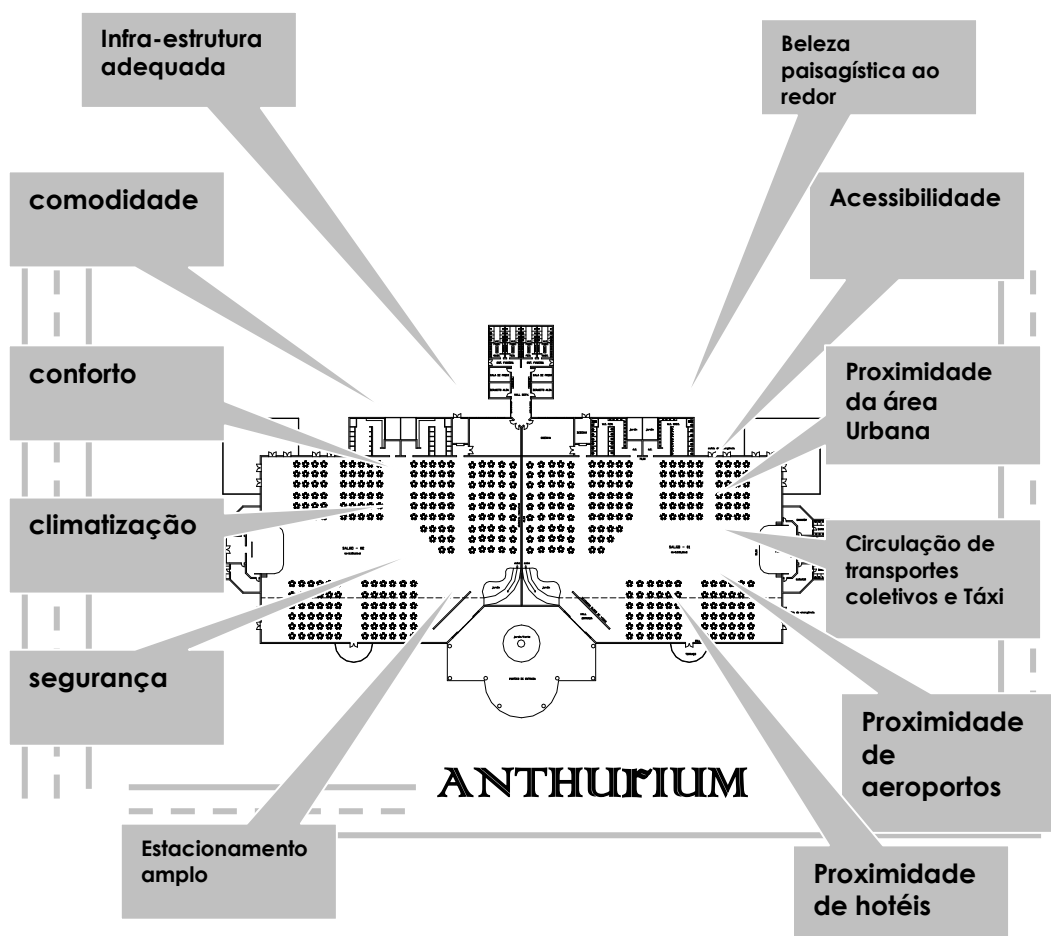 Infra-estrutura
adequada
Beleza
paisagística ao
redor
comodidade
Acessibilidade
conforto
Proximidade
da área
Urbana
climatização
Circulação de
transportes
coletivos e Táxi
segurança
Proximidade
de
aeroportos
ANTHUrIUM
Estacionamento
amplo
Proximidade
de hotéis